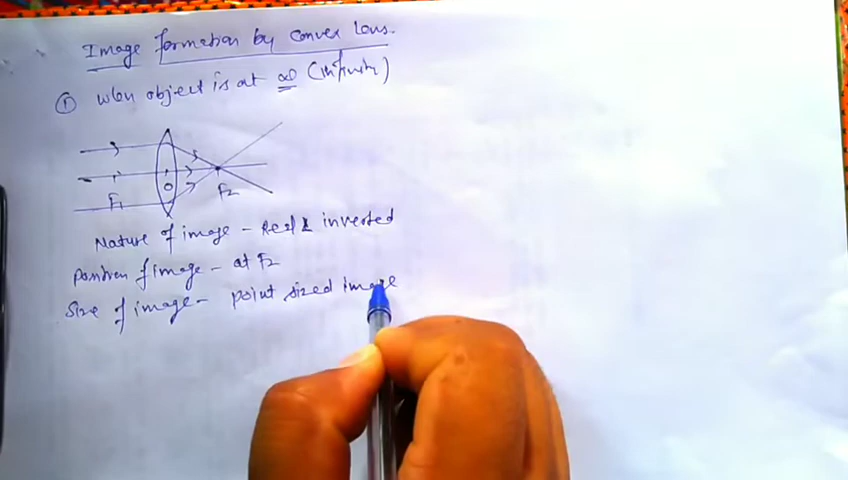 Image formation by convex lens.
① when object is at ∞ (infinity)
F1
O
F2
Nature of image - Real & inverted
Position of image - at F2
Size of image - point sized image